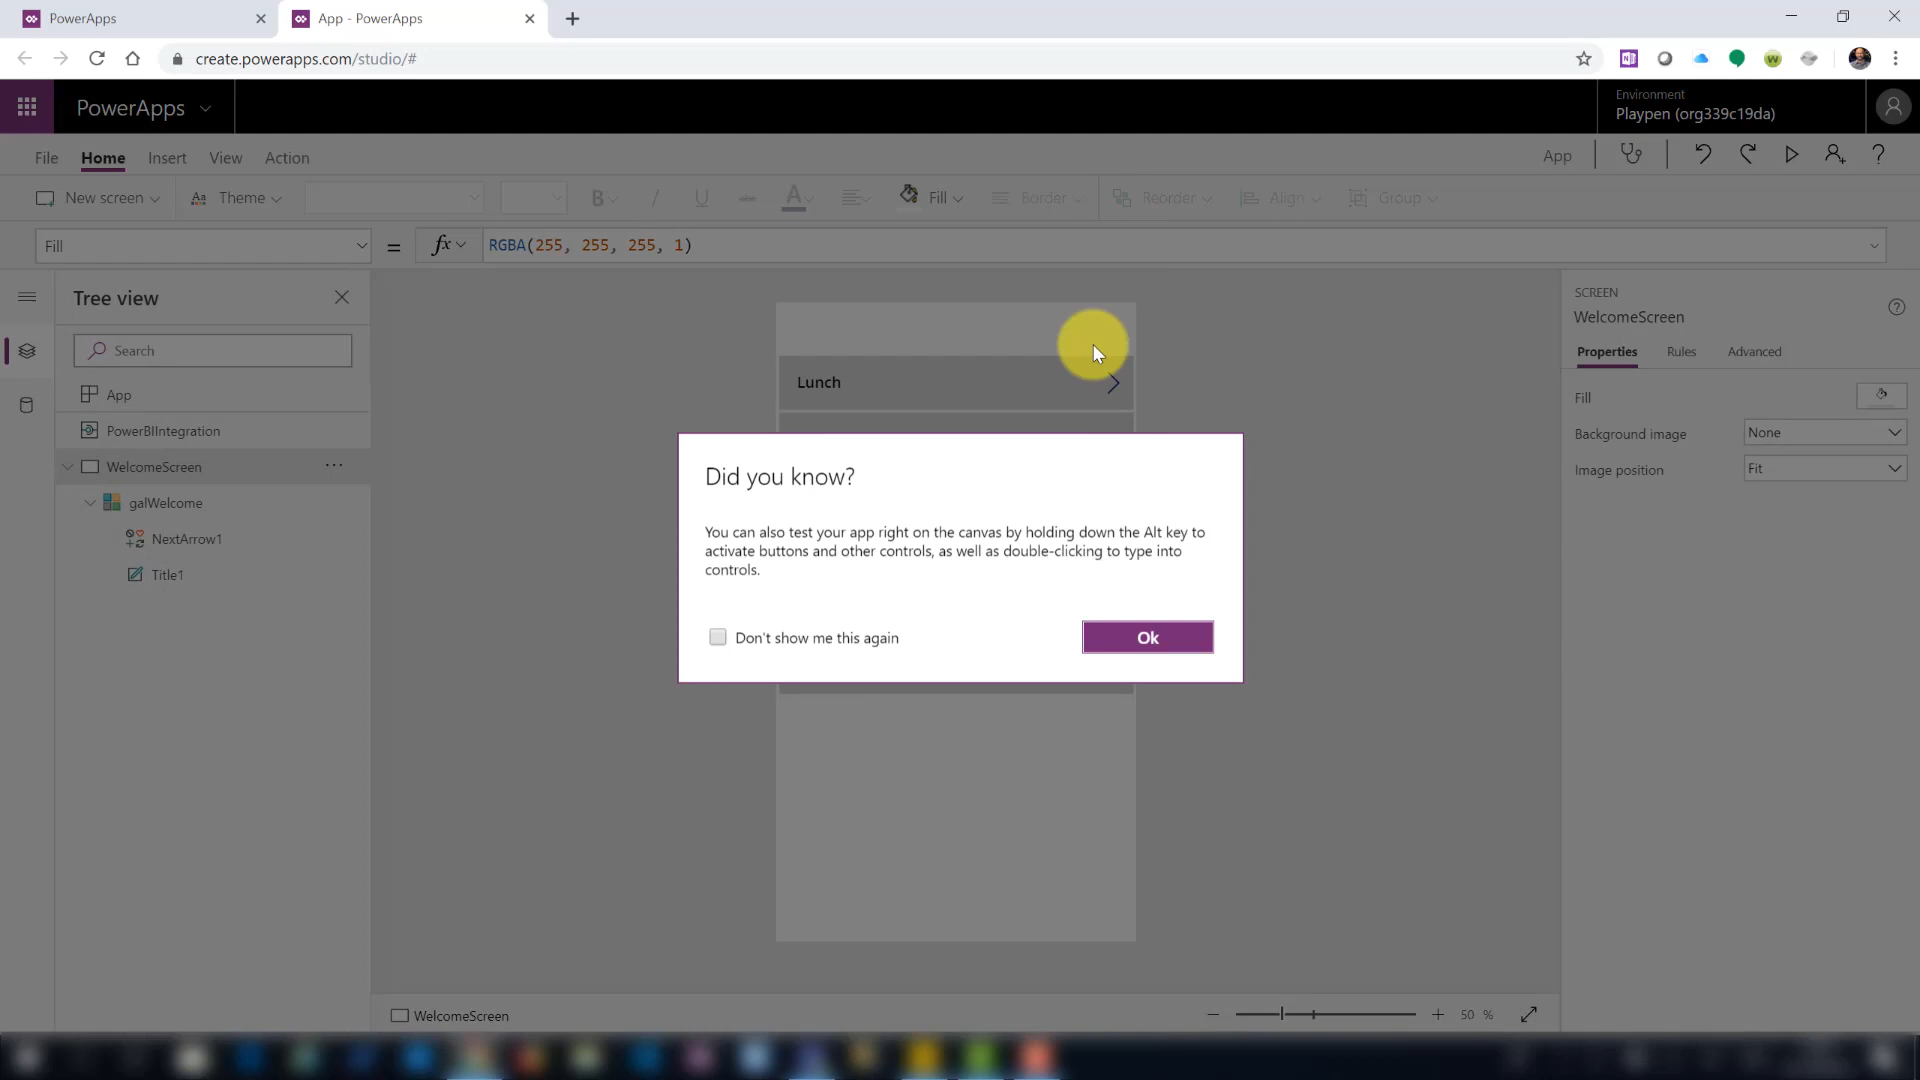 PowerApps
App - PowerApps
create.powerapps.com/studio/#
PowerApps
Environment
Playpen (org339c19da)
File Home Insert View Action
App
New screen Theme B / U abc A Fill Border Reorder Align Group
Fill = fx RGBA(255, 255, 255, 1)
Tree view
Search
App
PowerBIIntegration
WelcomeScreen
galWelcome
NextArrow1
Title1
Lunch
Did you know?
You can also test your app right on the canvas by holding down the Alt key to
activate buttons and other controls, as well as double-clicking to type into
controls.
Don't show me this again
Ok
SCREEN
WelcomeScreen
Properties Rules Advanced
Fill
Background image None
Image position Fit
WelcomeScreen
50 %